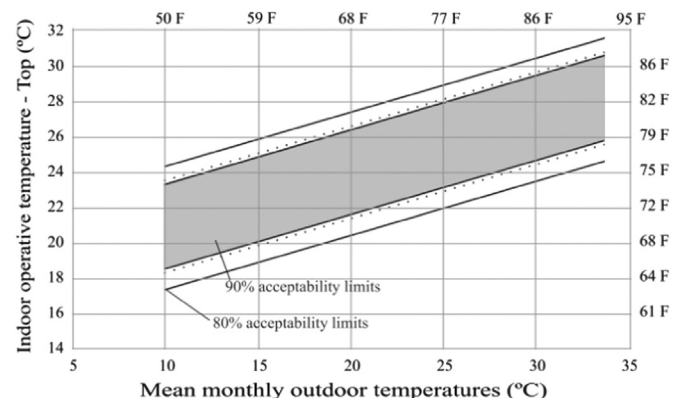 50 F 59 F 68 F 77 F 86 F 95 F
32
30 86 F
28 82 F
26 79 F
24 75 F
22 72 F
20 68 F
18 64 F
16 61 F
14
Indoor operative temperature - Top (ºC)
90% acceptability limits
80% acceptability limits
5 10 15 20 25 30 35
Mean monthly outdoor temperatures (ºC)